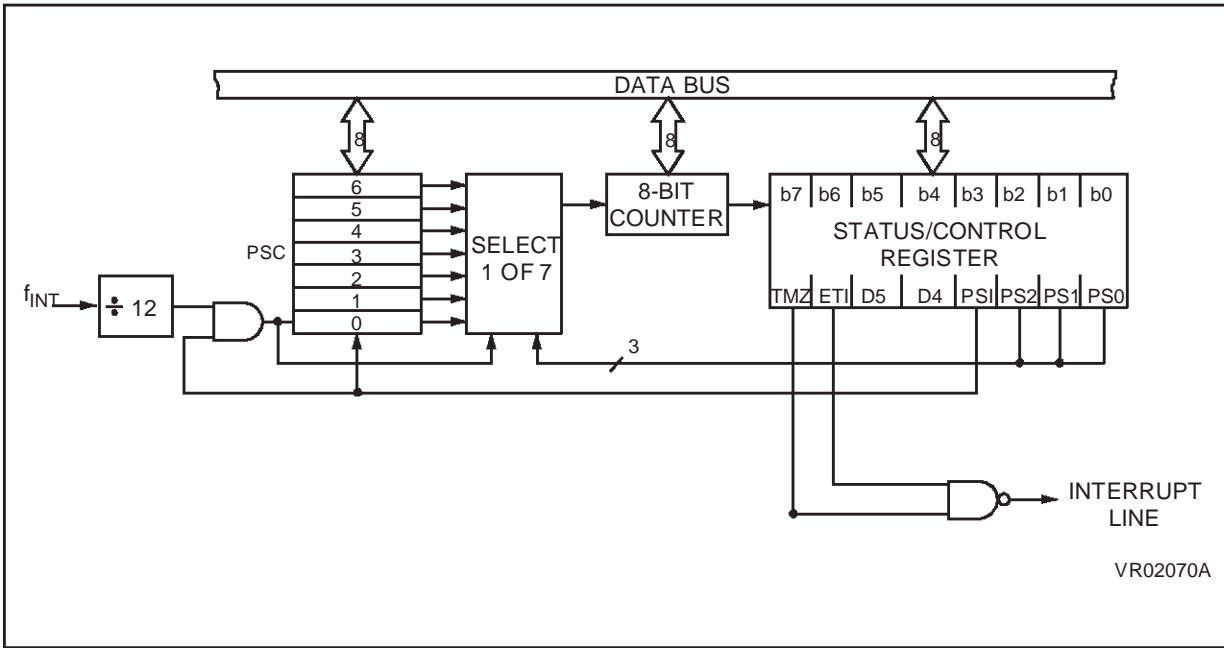 DATA BUS
8
8
8
6
5
4
3
2
1
0
PSC
SELECT
1 OF 7
8-BIT
COUNTER
b7 b6 b5 b4 b3 b2 b1 b0
STATUS/CONTROL
REGISTER
TMZ ETI D5 D4 PSI PS2 PS1 PS0
fINT
÷ 12
3
INTERRUPT
LINE
VR02070A